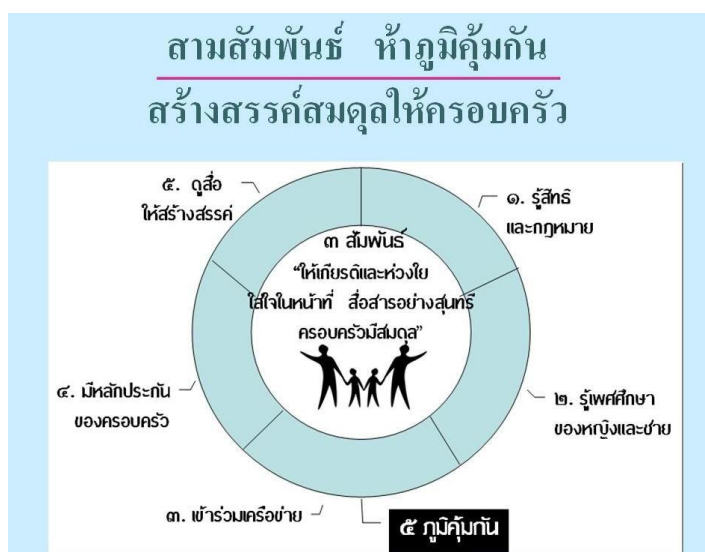 สามสัมพันธ์ ห้าภูมิคุ้มกัน
สร้างสรรค์สมดุลให้ครอบครัว
๕. ดูสื่อ
ให้สร้างสรรค์
๑. รู้สิทธิ
และกฎหมาย
๓ สัมพันธ์
“ให้เกียรติและห่วงใย
ใส่ใจในหน้าที่ สื่อสารอย่างสุนทรี
ครอบครัวมีสมดุล”
๔. มีหลักประกัน
ของครอบครัว
๒. รู้เพศศึกษา
ของหญิงและชาย
๓. เข้าร่วมเครือข่าย
๕ ภูมิคุ้มกัน